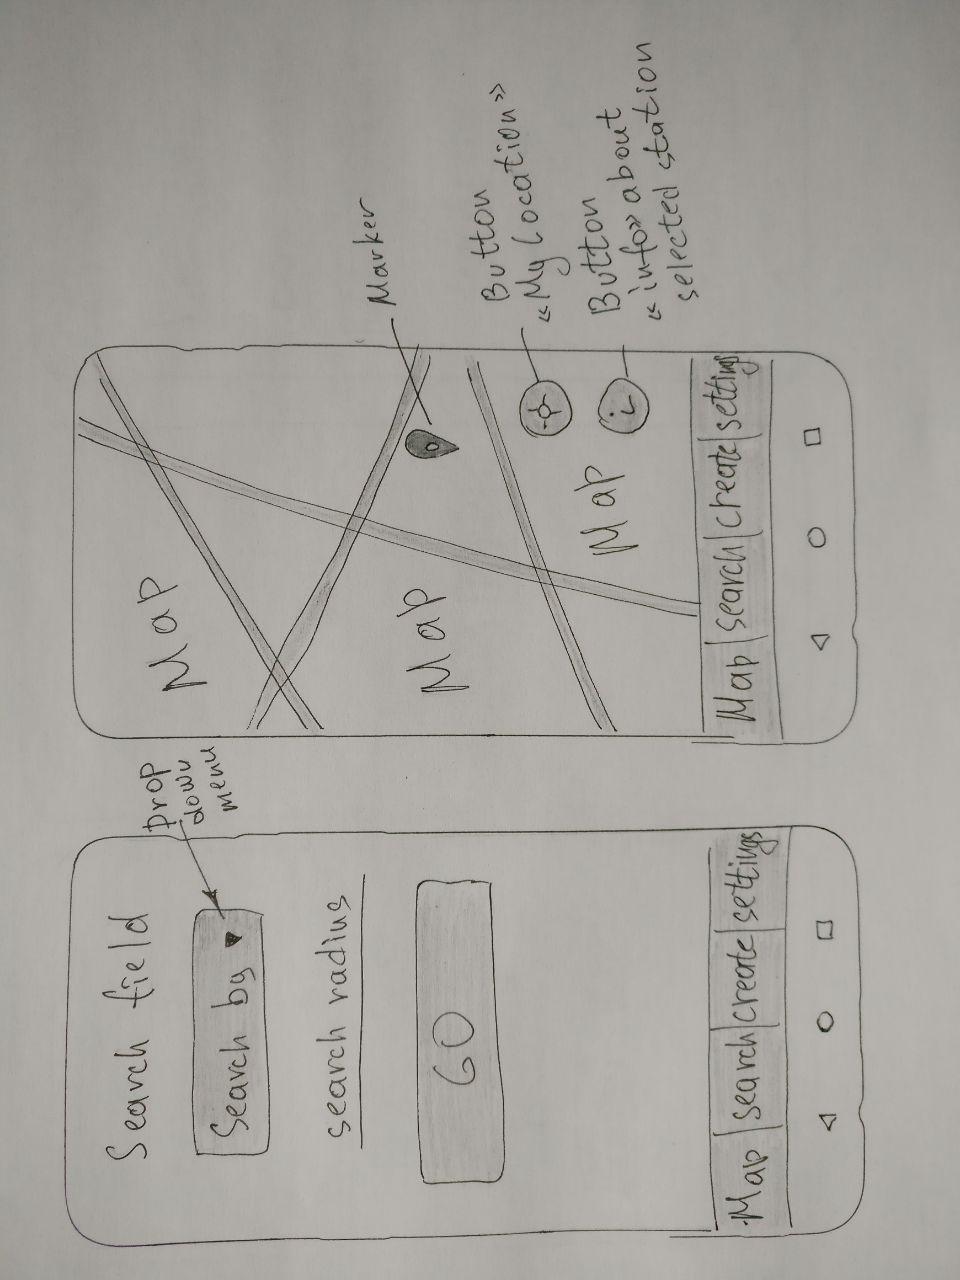 Search field
Search by
search radius
GO
Map search create settings
Drop
down
menu
Map
Map
Map
Map search create settings
Marker
Button
«My Location»
i
Button
«info» about
selected station